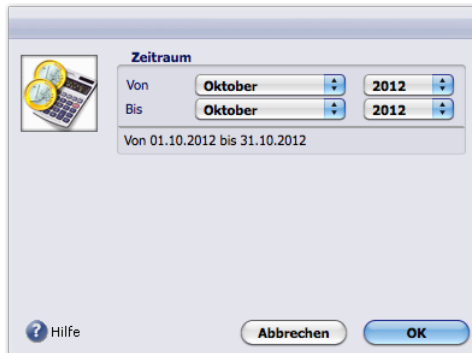 Zeitraum
Von Oktober 2012
Bis Oktober 2012
Von 01.10.2012 bis 31.10.2012
? Hilfe Abbrechen OK